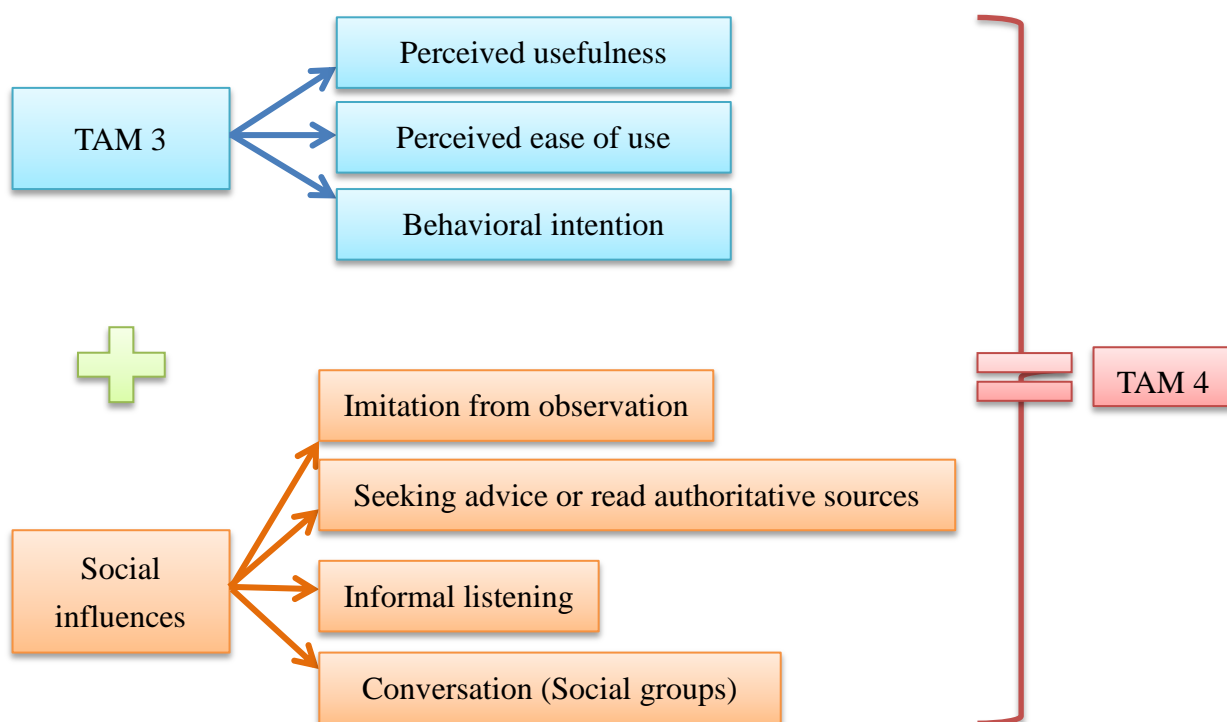 TAM 3
Perceived usefulness
Perceived ease of use
Behavioral intention
Social
influences
Imitation from observation
Seeking advice or read authoritative sources
Informal listening
Conversation (Social groups)
TAM 4